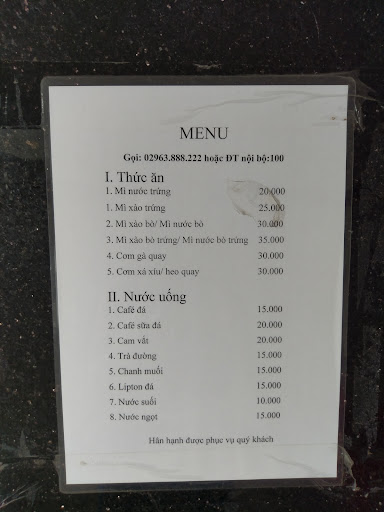 MENU
Gọi: 02963.888.222 hoặc ĐT nội bộ:100
I. Thức ăn
1. Mì nước trứng 20.000
1. Mì xào trứng 25.000
2. Mì xào bò/ Mì nước bò 30.000
3. Mì xào bò trứng/ Mì nước bò trứng 35.000
4. Cơm gà quay 30.000
5. Cơm xá xíu/ heo quay 30.000
II. Nước uống
1. Café đá 15.000
2. Café sữa đá 20.000
3. Cam vắt 20.000
4. Trà đường 15.000
5. Chanh muối 15.000
6. Lipton đá 15.000
7. Nước suối 10.000
8. Nước ngọt 15.000
Hân hạnh được phục vụ quý khách